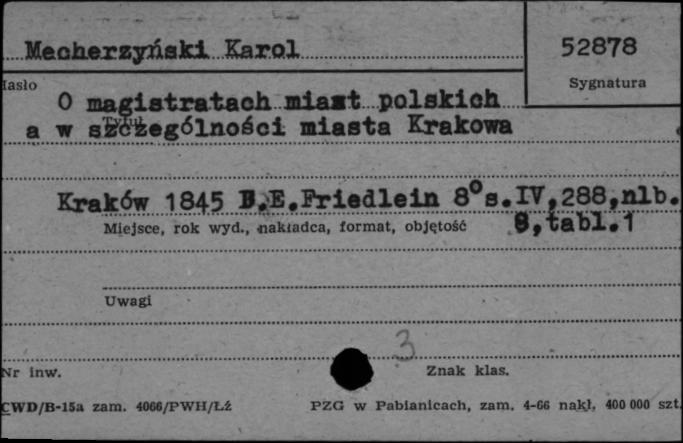 Mecherzyński Karol
52878
Hasło
Sygnatura
O magistratach miast polskich
Tytuł
a w szczególności miasta Krakowa
Kraków 1845 D.E.Friedlein 8° s.IV,288,nlb.
Miejsce, rok wyd., nakładca, format, objętość
8,tabl.1
Uwagi
3
Nr inw.
Znak klas.
CWD/B-15a zam. 4066/PWH/Łź
PZG w Pabianicach, zam. 4-66 nakł. 400 000 szt.